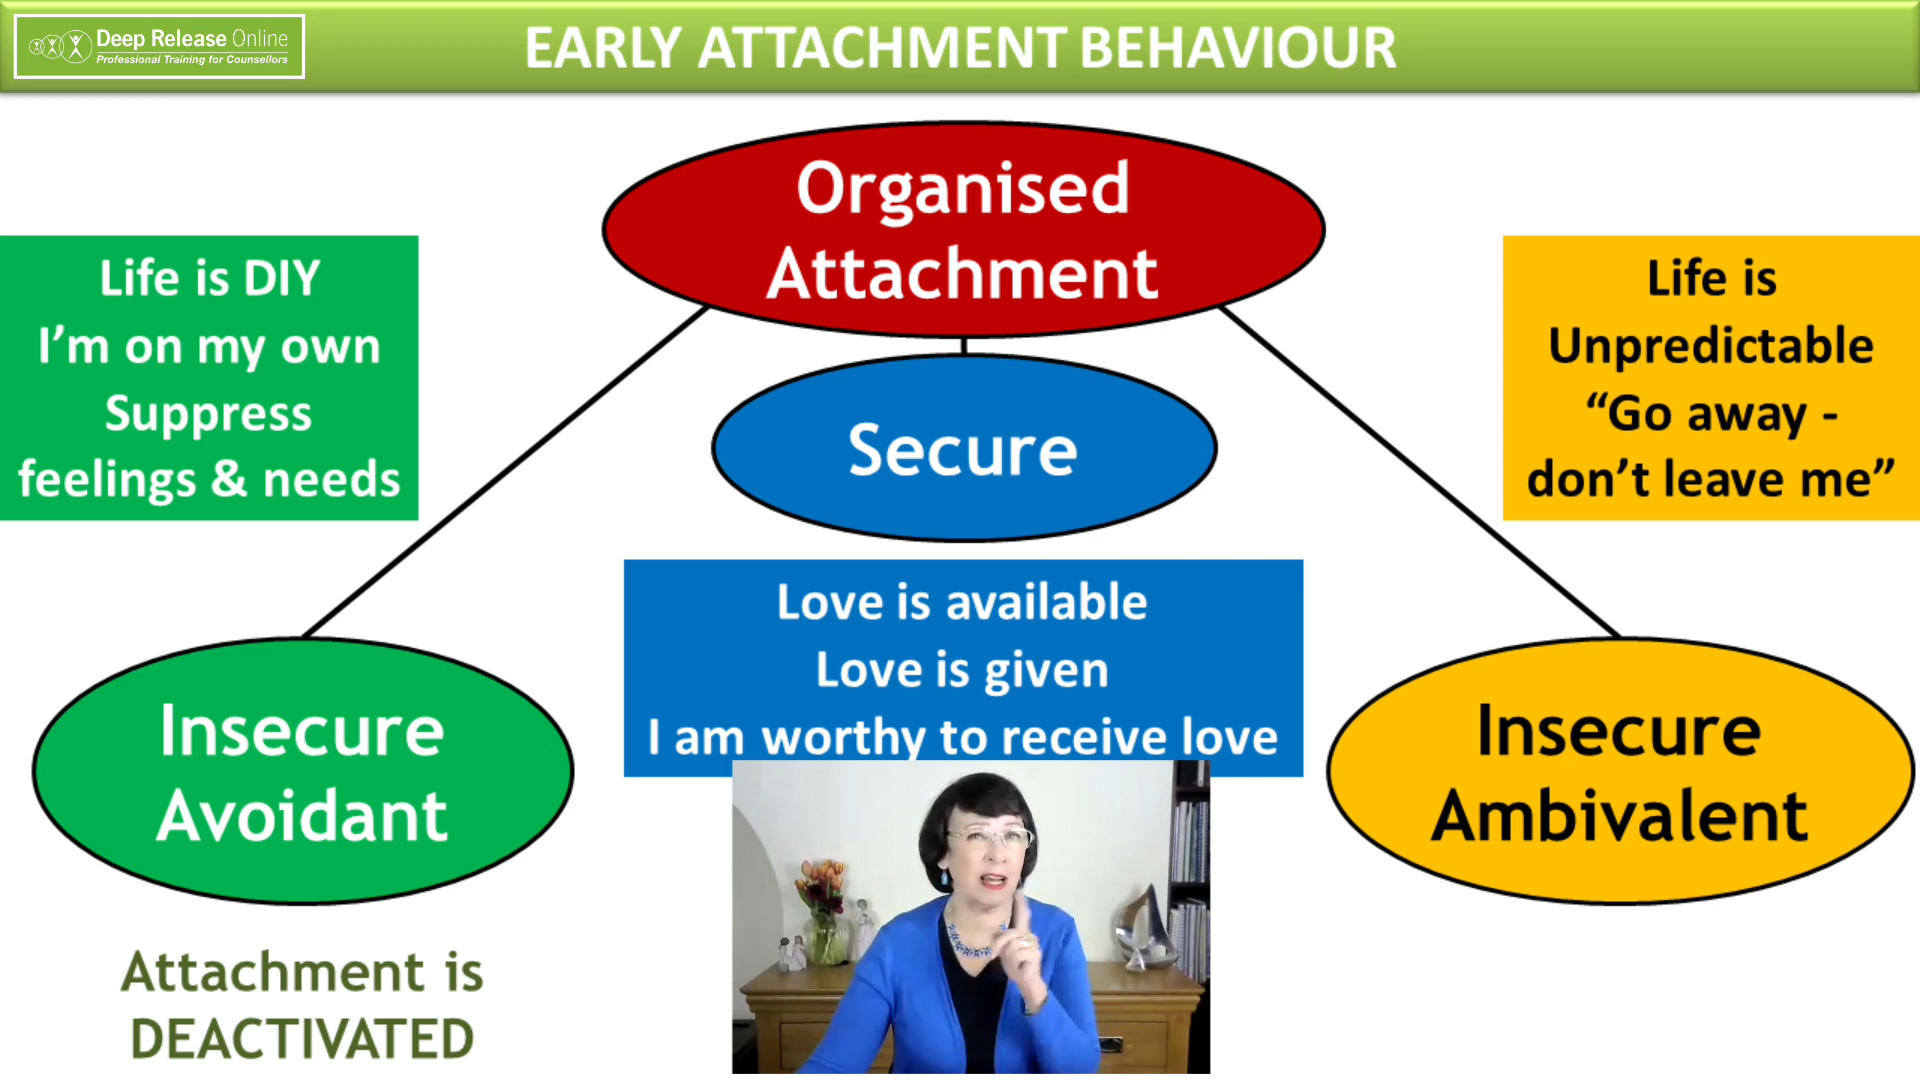 Deep Release Online
Professional Training for Counsellors
EARLY ATTACHMENT BEHAVIOUR
Organised
Attachment
Life is DIY
I’m on my own
Suppress
feelings & needs
Life is
Unpredictable
“Go away -
don’t leave me”
Secure
Love is available
Love is given
I am worthy to receive love
Insecure
Avoidant
Insecure
Ambivalent
Attachment is
DEACTIVATED